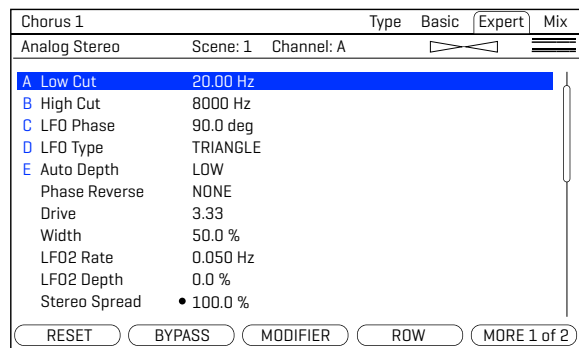 Chorus 1 Type Basic Expert Mix
Analog Stereo Scene: 1 Channel: A
A Low Cut 20.00 Hz
B High Cut 8000 Hz
C LFO Phase 90.0 deg
D LFO Type TRIANGLE
E Auto Depth LOW
Phase Reverse NONE
Drive 3.33
Width 50.0 %
LFO2 Rate 0.050 Hz
LFO2 Depth 0.0 %
Stereo Spread • 100.0 %
RESET BYPASS MODIFIER ROW MORE 1 of 2